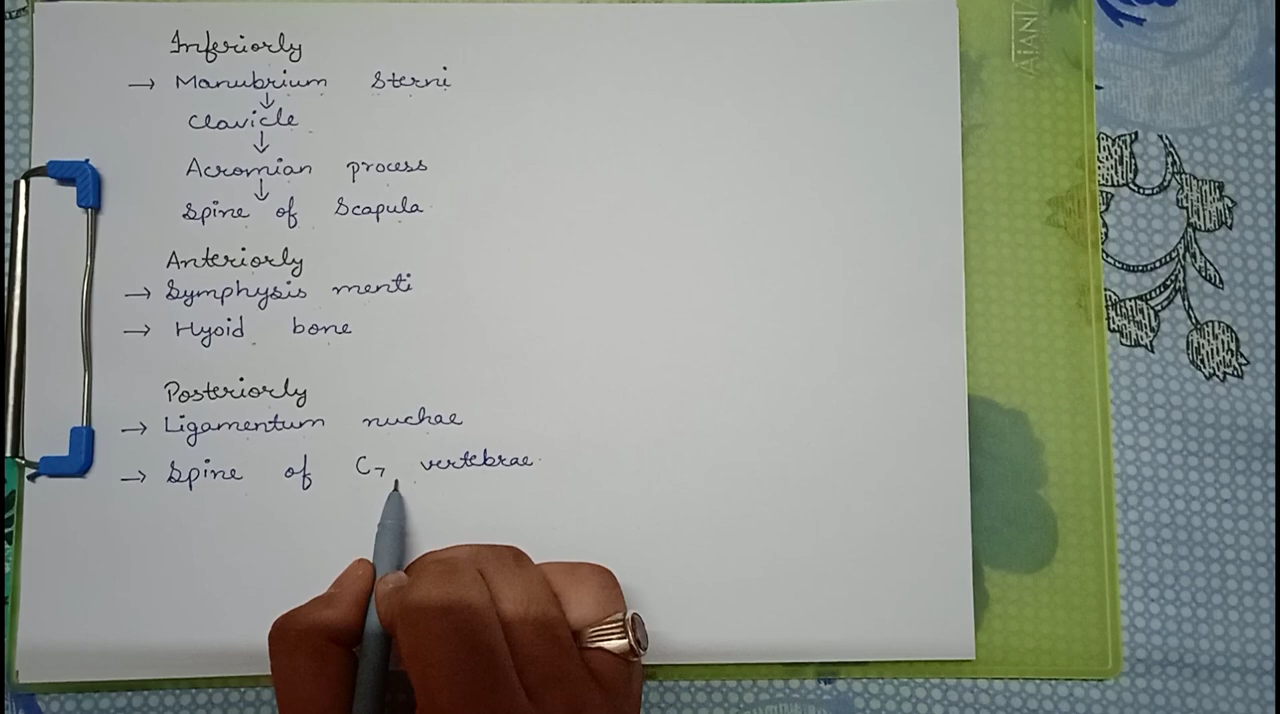 Inferiorly
→ Manubrium Sterni
↓
Clavicle
↓
Acromian process
↓
Spine of Scapula
Anteriorly
→ Symphysis menti
→ Hyoid bone
Posteriorly
→ Ligamentum nuchae
→ Spine of C7 vertebrae